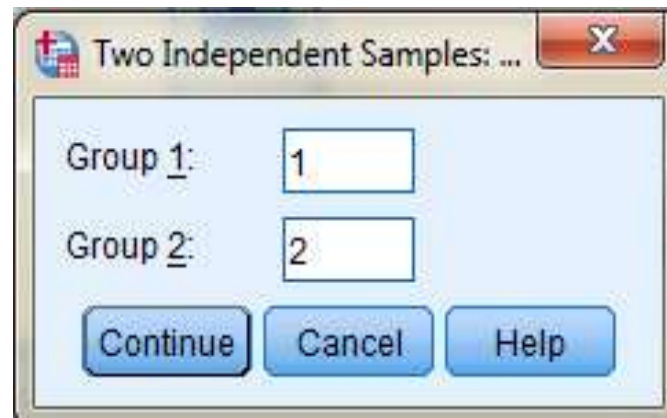 Two Independent Samples: ...
Group 1:
1
Group 2:
2
Continue Cancel Help